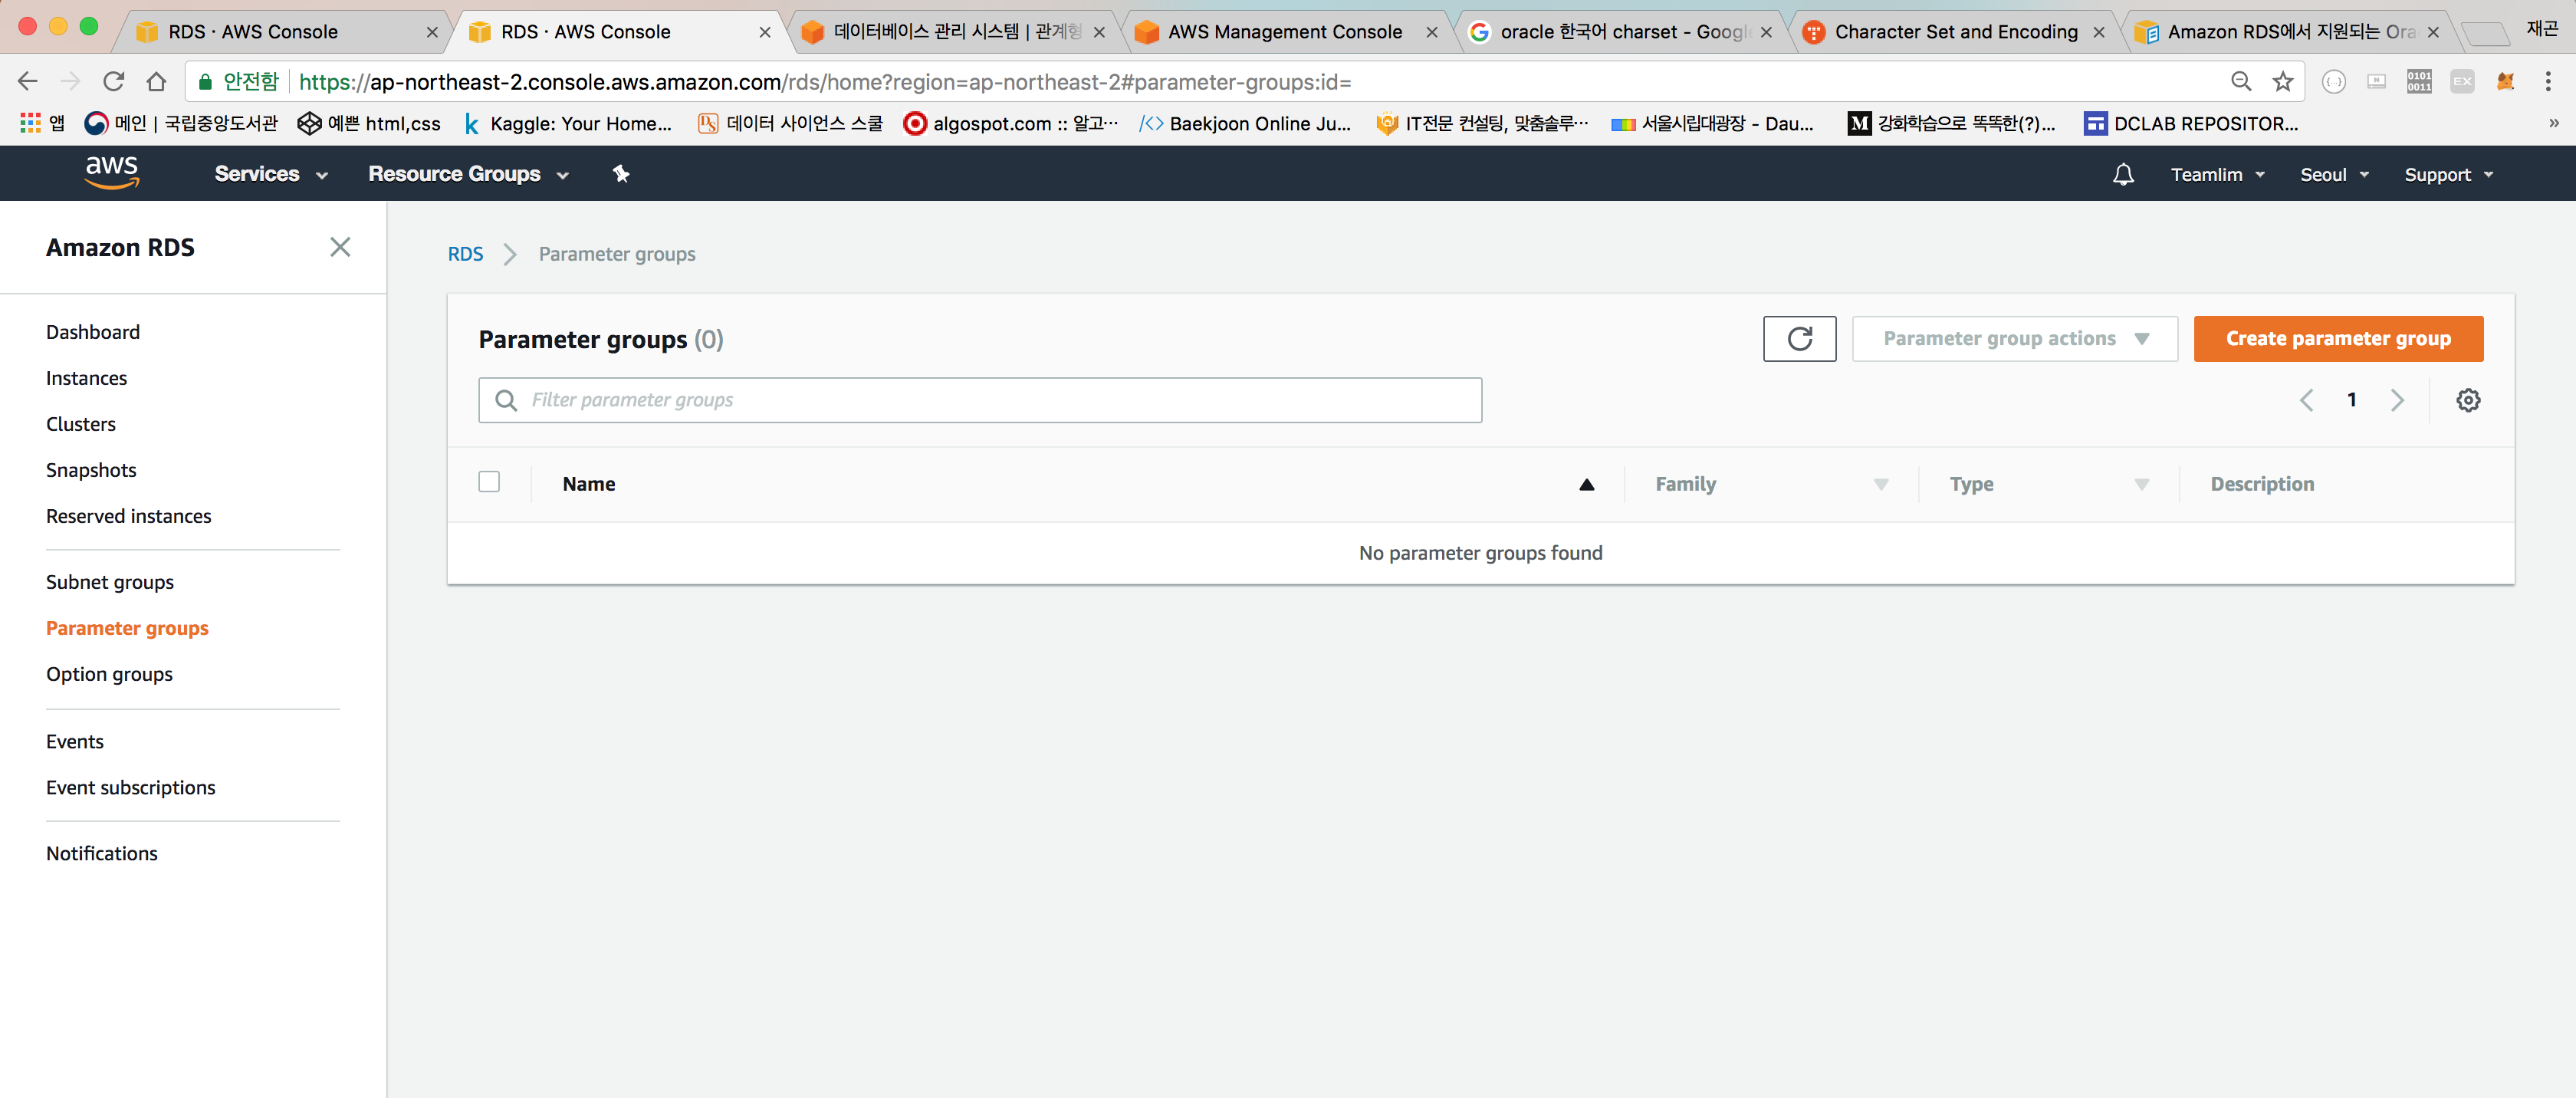 RDS · AWS Console
RDS · AWS Console
데이터베이스 관리 시스템 | 관계형
AWS Management Console
oracle 한국어 charset - Googl
Character Set and Encoding
Amazon RDS에서 지원되는 Ora
재곤
안전함
https://ap-northeast-2.console.aws.amazon.com/rds/home?region=ap-northeast-2#parameter-groups:id=
앱
메인 | 국립중앙도서관
예쁜 html,css
Kaggle: Your Home...
데이터 사이언스 스쿨
algospot.com :: 알고...
Baekjoon Online Ju...
IT전문 컨설팅, 맞춤솔루...
서울시립대광장 - Dau...
강화학습으로 똑똑한(?)...
DCLAB REPOSITOR...
aws
Services
Resource Groups
Teamlim
Seoul
Support
Amazon RDS
Dashboard
Instances
Clusters
Snapshots
Reserved instances
Subnet groups
Parameter groups
Option groups
Events
Event subscriptions
Notifications
RDS
Parameter groups
Parameter groups (0)
Parameter group actions
Create parameter group
Filter parameter groups
1
Name
Family
Type
Description
No parameter groups found